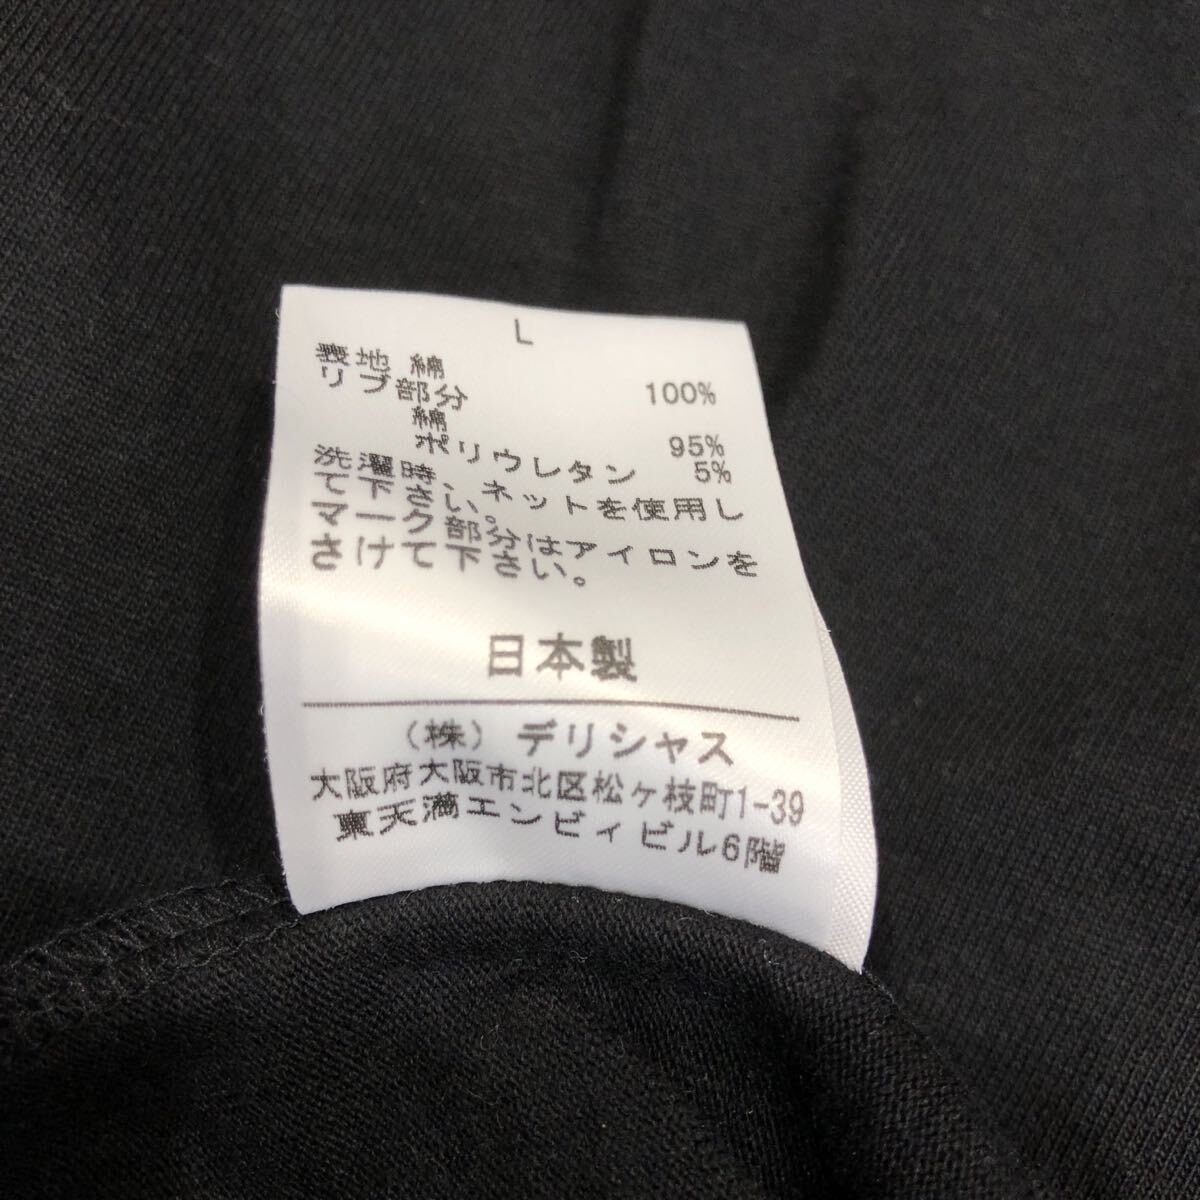 L
表地 綿 100%
リブ部分
綿 95%
ポリウレタン 5%
洗濯時、ネットを使用し
て下さい。
マーク部分はアイロンを
さけて下さい。
日本製
(株) デリシャス
大阪府大阪市北区松ヶ枝町1-39
東天満エンビィビル6階